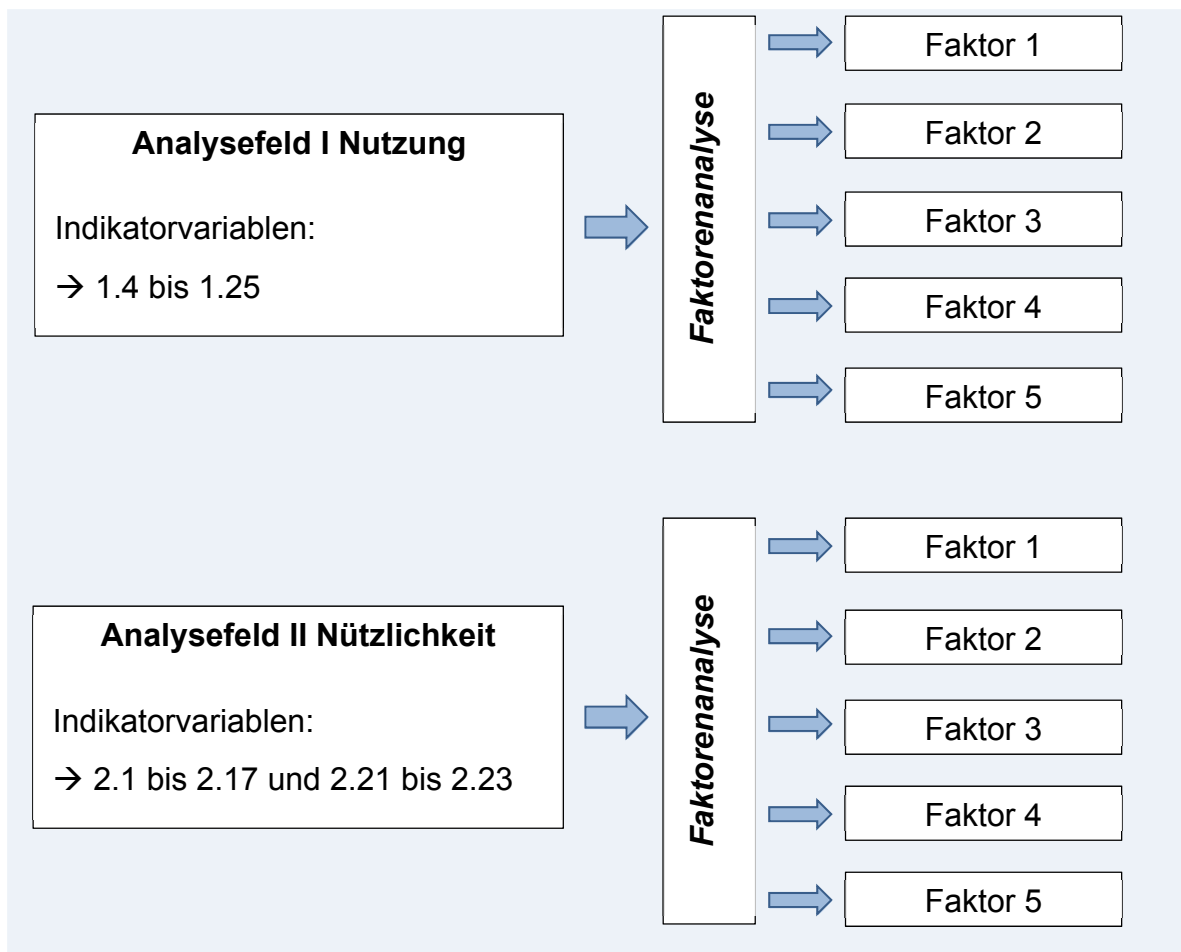 Analysefeld I Nutzung
Indikatorvariablen:
→ 1.4 bis 1.25
Faktorenanalyse
Faktor 1
Faktor 2
Faktor 3
Faktor 4
Faktor 5
Analysefeld II Nützlichkeit
Indikatorvariablen:
→ 2.1 bis 2.17 und 2.21 bis 2.23
Faktorenanalyse
Faktor 1
Faktor 2
Faktor 3
Faktor 4
Faktor 5